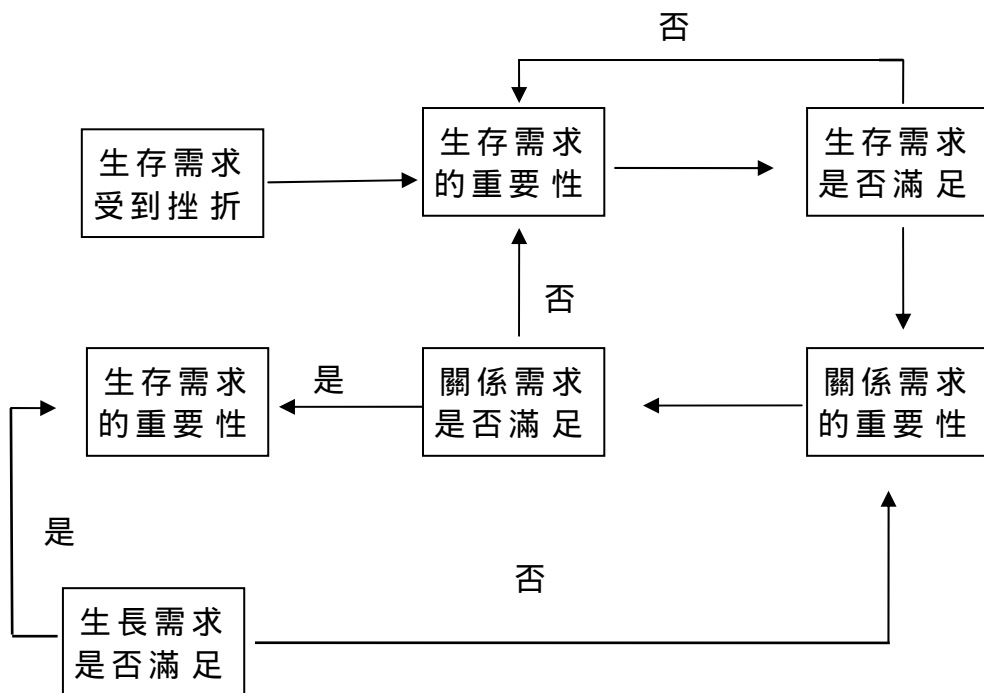 否
生存需求
受到挫折
生存需求
的重要性
生存需求
是否滿足
否
生存需求
的重要性
是
關係需求
是否滿足
關係需求
的重要性
是
否
生長需求
是否滿足